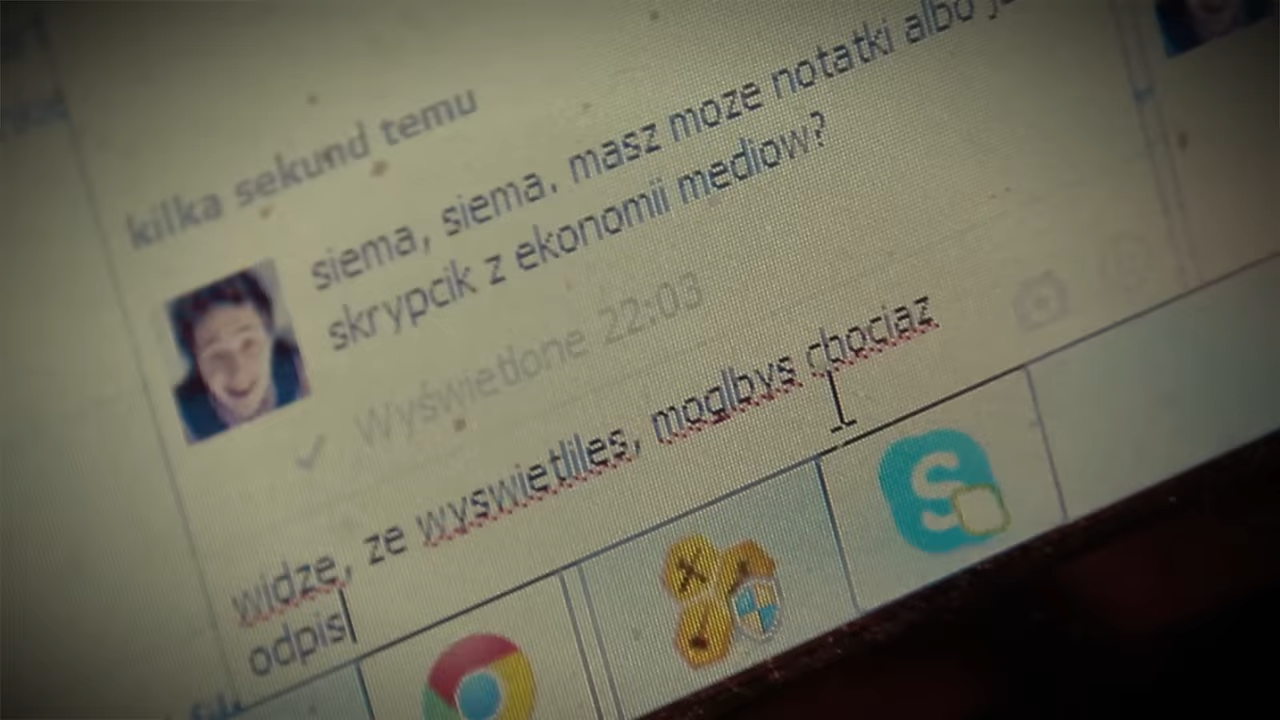 kilka sekund temu
siema, siema. masz moze notatki albo
skrypcik z ekonomii mediow?
Wyświetlone 22:03
widze, ze wyswietliles, moglbys chociaz
odpis